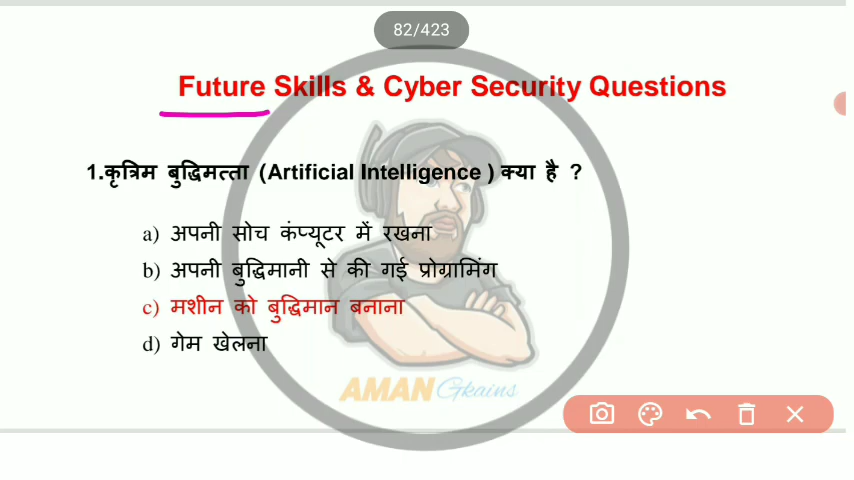 82/423
Future Skills & Cyber Security Questions
1.कृत्रिम बुद्धिमत्ता (Artificial Intelligence ) क्या है ?
a) अपनी सोच कंप्यूटर में रखना
b) अपनी बुद्धिमानी से की गई प्रोग्रामिंग
c) मशीन को बुद्धिमान बनाना
d) गेम खेलना
AMAN Gkains